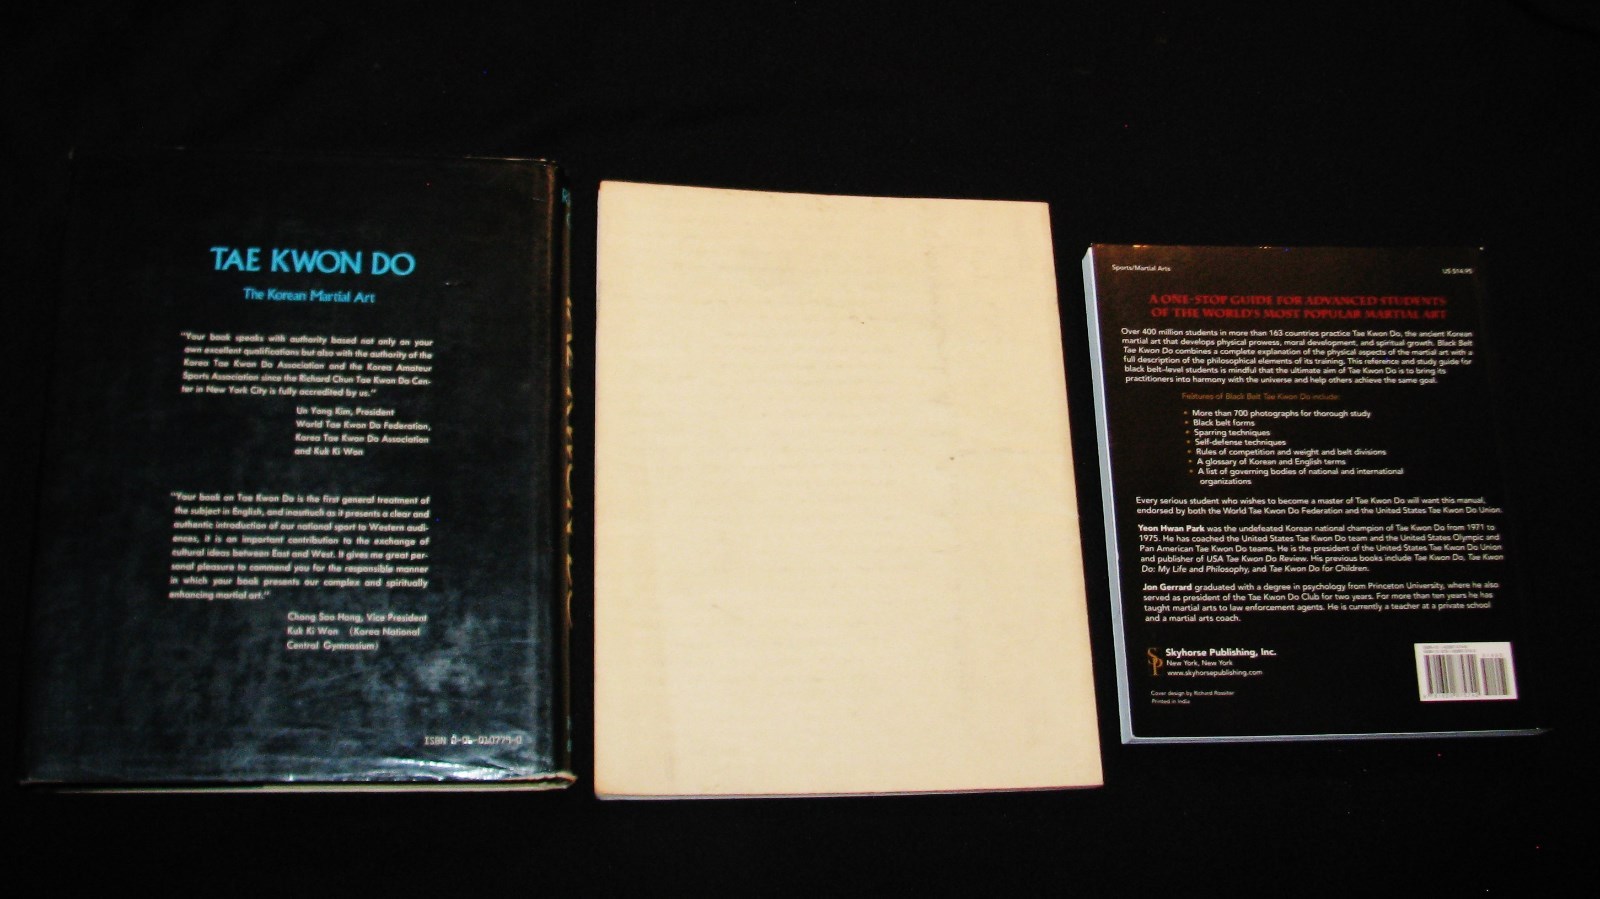 TAE KWON DO
The Korean Martial Art
"Your book speaks with authority based not only on your
own excellent qualifications but also with the authority of the
Korea Tae Kwon Do Association and the Korea Amateur
Sports Association since the Richard Chun Tae Kwon Do Cen-
ter in New York City is fully accredited by us."
Un Yong Kim, President
World Tae Kwon Do Federation,
Korea Tae Kwon Do Association
and Kuk Ki Won
"Your book on Tae Kwon Do is the first general treatment of
the subject in English, and inasmuch as it presents a clear and
authentic introduction of our national sport to Western audi-
ences, it is an important contribution to the exchange of
cultural ideas between East and West. It gives me great per-
sonal pleasure to commend you for the responsible manner
in which your book presents our complex and spiritually
enhancing martial art."
Chong Soo Hong, Vice President
Kuk Ki Won (Korea National
Central Gymnasium)
ISBN 0-06-010779-0
Sports/Martial Arts
US $14.95
A ONE-STOP GUIDE FOR ADVANCED STUDENTS
OF THE WORLD'S MOST POPULAR MARTIAL ART
Over 400 million students in more than 163 countries practice Tae Kwon Do, the ancient Korean
martial art that develops physical prowess, moral development, and spiritual growth. Black Belt
Tae Kwon Do combines a complete explanation of the physical aspects of the martial art with a
full description of the philosophical elements of its training. This reference and study guide for
black belt-level students is mindful that the ultimate aim of Tae Kwon Do is to bring its
practitioners into harmony with the universe and help others achieve the same goal.
Features of Black Belt Tae Kwon Do include:
• More than 700 photographs for thorough study
• Black belt forms
• Sparring techniques
• Self-defense techniques
• Rules of competition and weight and belt divisions
• A glossary of Korean and English terms
• A list of governing bodies of national and international
organizations
Every serious student who wishes to become a master of Tae Kwon Do will want this manual,
endorsed by both the World Tae Kwon Do Federation and the United States Tae Kwon Do Union.
Yeon Hwan Park was the undefeated Korean national champion of Tae Kwon Do from 1971 to
1975. He has coached the United States Tae Kwon Do team and the United States Olympic and
Pan American Tae Kwon Do teams. He is the president of the United States Tae Kwon Do Union
and publisher of USA Tae Kwon Do Review. His previous books include Tae Kwon Do, Tae Kwon
Do: My Life and Philosophy, and Tae Kwon Do for Children.
Jon Gerrard graduated with a degree in psychology from Princeton University, where he also
served as president of the Tae Kwon Do Club for two years. For more than ten years he has
taught martial arts to law enforcement agents. He is currently a teacher at a private school
and a martial arts coach.
SP
Skyhorse Publishing, Inc.
New York, New York
www.skyhorsepublishing.com
Cover design by Richard Rossiter
Printed in India